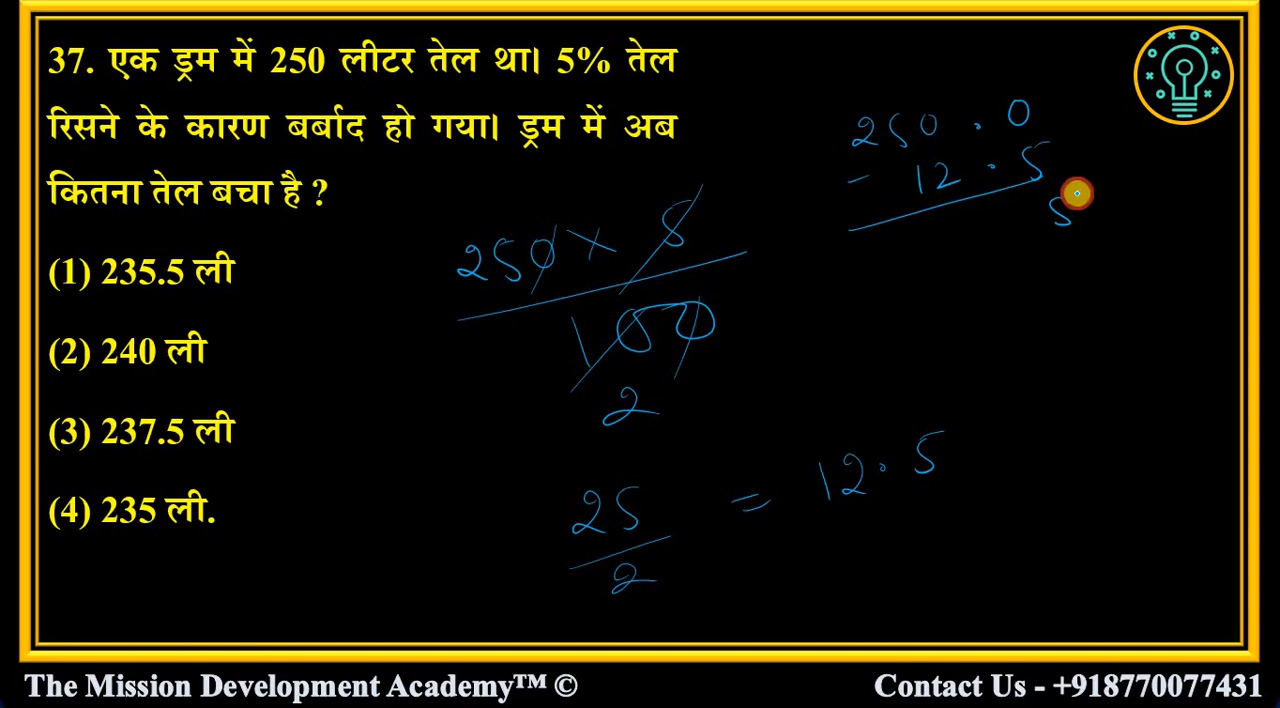 37. एक ड्रम में 250 लीटर तेल था। 5% तेल
रिसने के कारण बर्बाद हो गया। ड्रम में अब
कितना तेल बचा है ?
(1) 235.5 ली
(2) 240 ली
(3) 237.5 ली
(4) 235 ली.
250 × 5
100
2
25
2
= 12.5
250.0
- 12.5
5
The Mission Development Academy™ ©
Contact Us - +918770077431